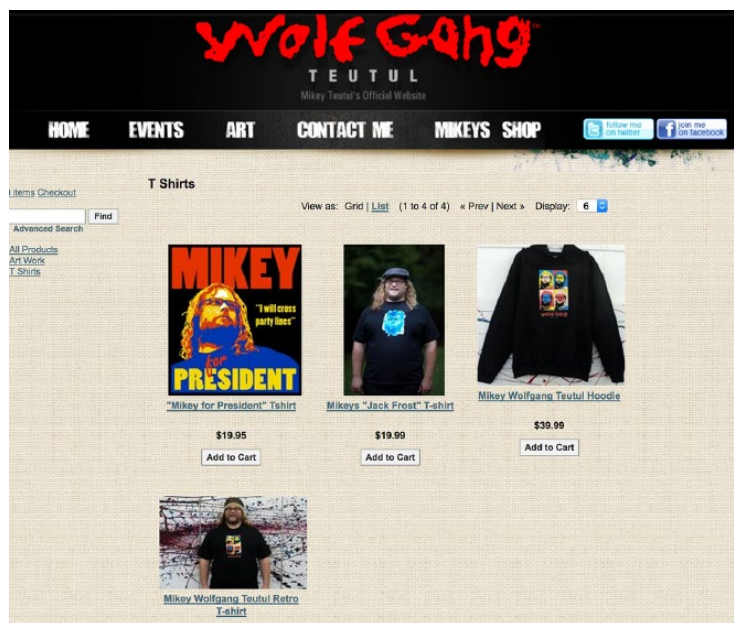 Wolf Gang™
TEUTUL
Mikey Teutul's Official Website
HOME EVENTS ART CONTACT ME MIKEYS SHOP
follow me
on twitter
join me
on facebook
T Shirts
Items Checkout
View as: Grid | List (1 to 4 of 4) « Prev | Next » Display: 6
Find
Advanced Search
All Products
Art Work
T Shirts
MIKEY
"I will cross
party lines"
for
PRESIDENT
"Mikey for President" Tshirt
$19.95
Add to Cart
Mikeys "Jack Frost" T-shirt
$19.99
Add to Cart
Mikey Wolfgang Teutul Hoodie
$39.99
Add to Cart
Mikey Wolfgang Teutul Retro
T-shirt